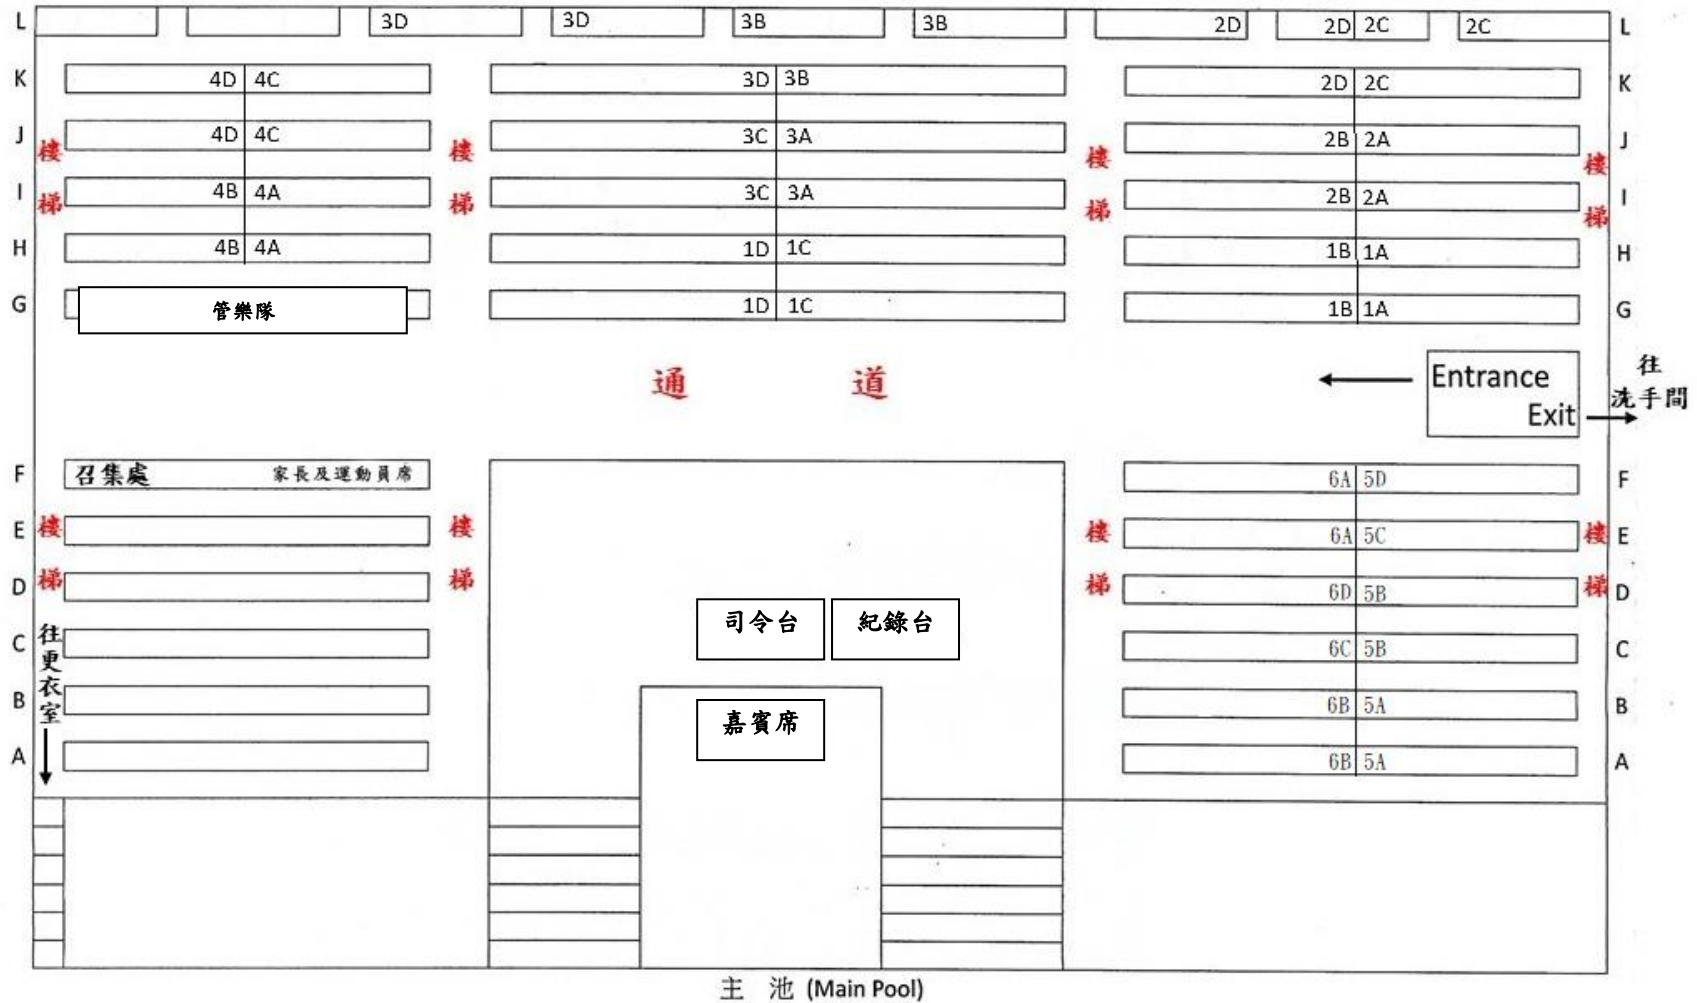 L 3D 3D 3B 3B 2D 2D 2C 2C L
K 4D 4C 3D 3B 2D 2C K
J 4D 4C 3C 3A 2B 2A J
樓梯 樓梯 樓梯 樓梯
I 4B 4A 3C 3A 2B 2A I
H 4B 4A 1D 1C 1B 1A H
G 管樂隊 1D 1C 1B 1A G
通 道
Entrance
Exit
往
洗手間
F 召集處 家長及運動員席 6A 5D F
E 6A 5C E
樓梯 樓梯 樓梯 樓梯
D 6D 5B D
司令台 紀錄台
C 6C 5B C
往更衣室
B 6B 5A B
嘉賓席
A 6B 5A A
主 池 (Main Pool)